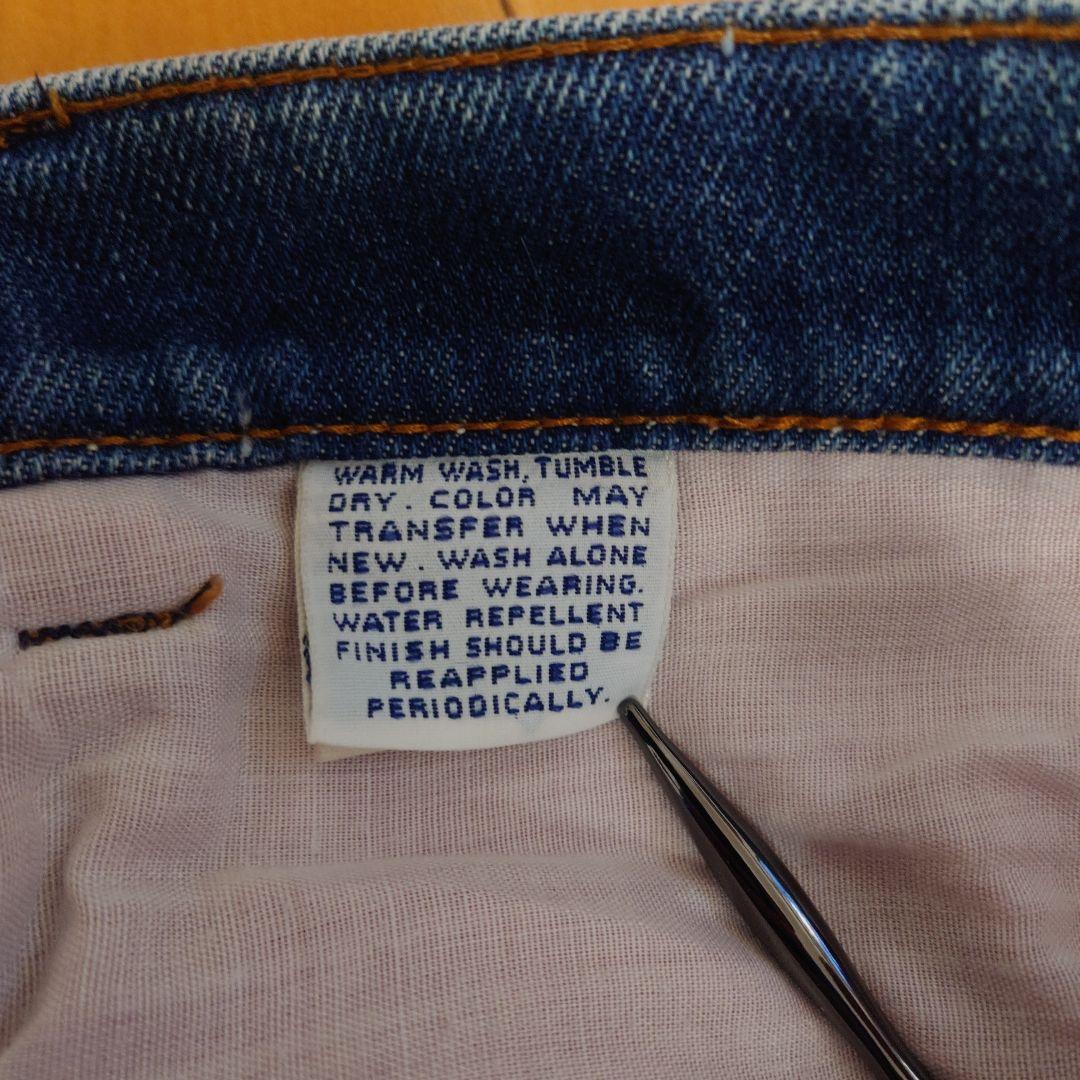 WARM WASH, TUMBLE
DRY. COLOR MAY
TRANSFER WHEN
NEW. WASH ALONE
BEFORE WEARING.
WATER REPELLENT
FINISH SHOULD BE
REAPPLIED
PERIODICALLY.